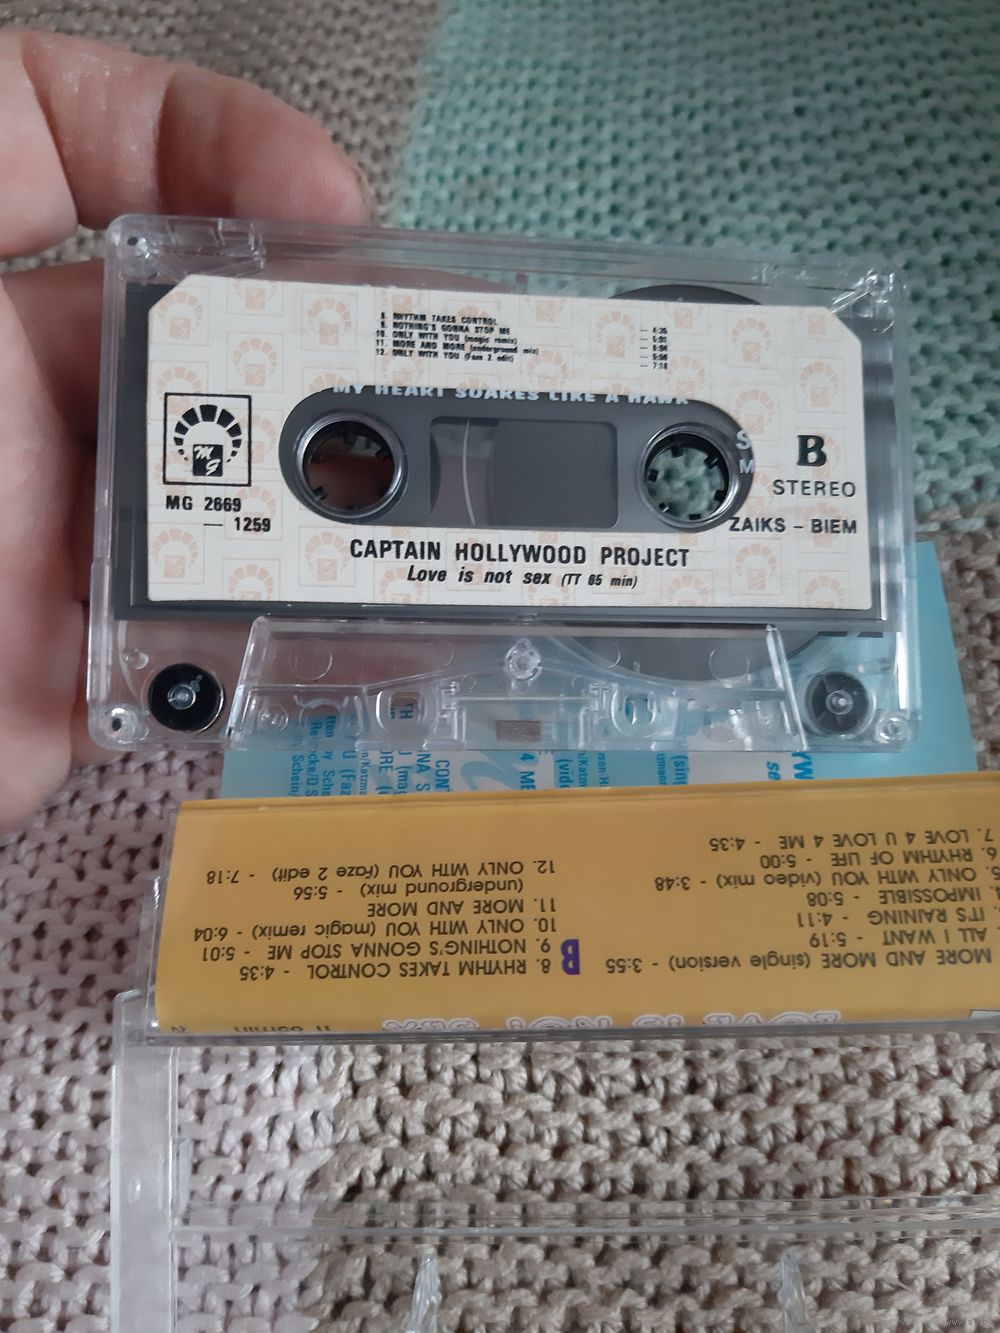 8. RHYTHM TAKES CONTROL — 4:35
9. NOTHING'S GONNA STOP ME — 5:01
10. ONLY WITH YOU (magic remix) — 6:04
11. MORE AND MORE (underground mix) — 5:56
12. ONLY WITH YOU (Faze 2 edit) — 7:18
MY HEART SOARES LIKE A HAWK
MG
MG 2669
— 1259
S
M
B
STEREO
ZAIKS – BIEM
CAPTAIN HOLLYWOOD PROJECT
Love is not sex (TT 65 min)
LOVE IS NOT SEX
TT 65min
MORE AND MORE (single version) - 3:55
ALL I WANT - 5:19
IT'S RAINING - 4:11
IMPOSSIBLE - 5:08
5. ONLY WITH YOU (video mix) - 3:48
6. RHYTHM OF LIFE - 5:00
7. LOVE 4 U LOVE 4 ME - 4:35
B
8. RHYTHM TAKES CONTROL - 4:35
9. NOTHING'S GONNA STOP ME - 5:01
10. ONLY WITH YOU (magic remix) - 6:04
11. MORE AND MORE
(underground mix) - 5:56
12. ONLY WITH YOU (Faze 2 edit) - 7:18